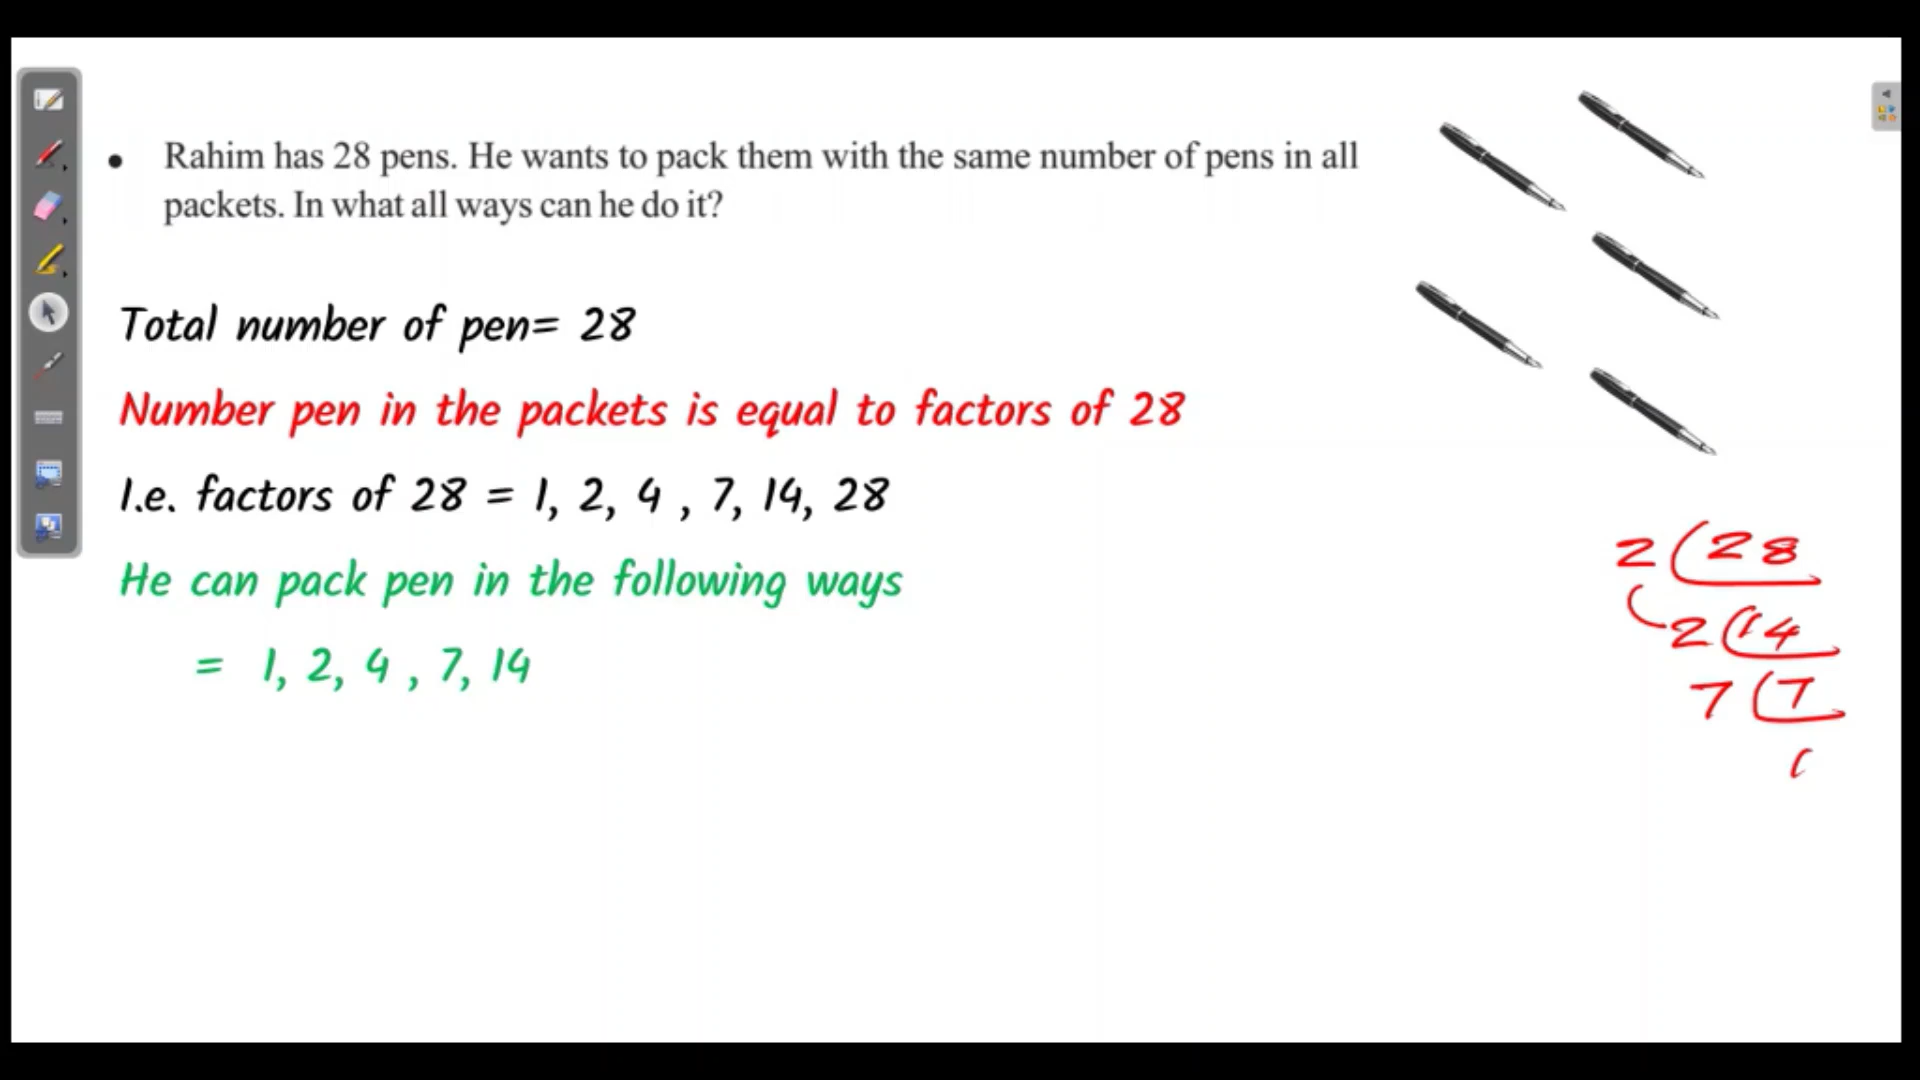 • Rahim has 28 pens. He wants to pack them with the same number of pens in all
packets. In what all ways can he do it?
Total number of pen= 28
Number pen in the packets is equal to factors of 28
I.e. factors of 28 = 1, 2, 4 , 7, 14, 28
He can pack pen in the following ways
= 1, 2, 4 , 7, 14
2 (28
2 (14
7 (7